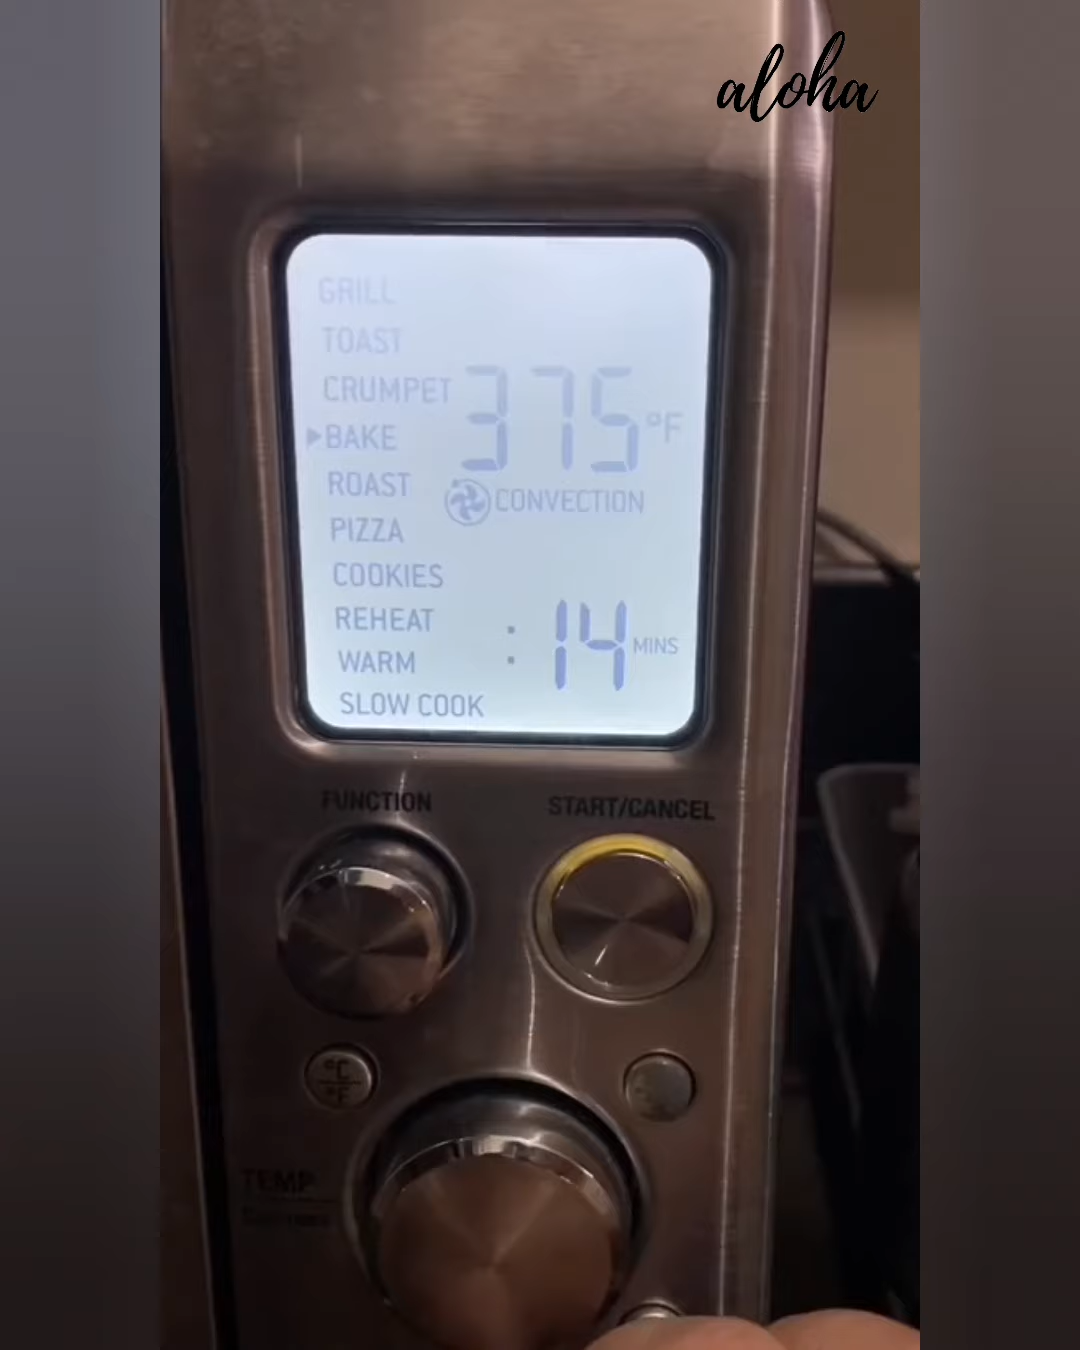 aloha
GRILL
TOAST
CRUMPET
BAKE
375°F
ROAST
CONVECTION
PIZZA
COOKIES
REHEAT
:14 MINS
WARM
SLOW COOK
FUNCTION
START/CANCEL
°C
°F
TEMP